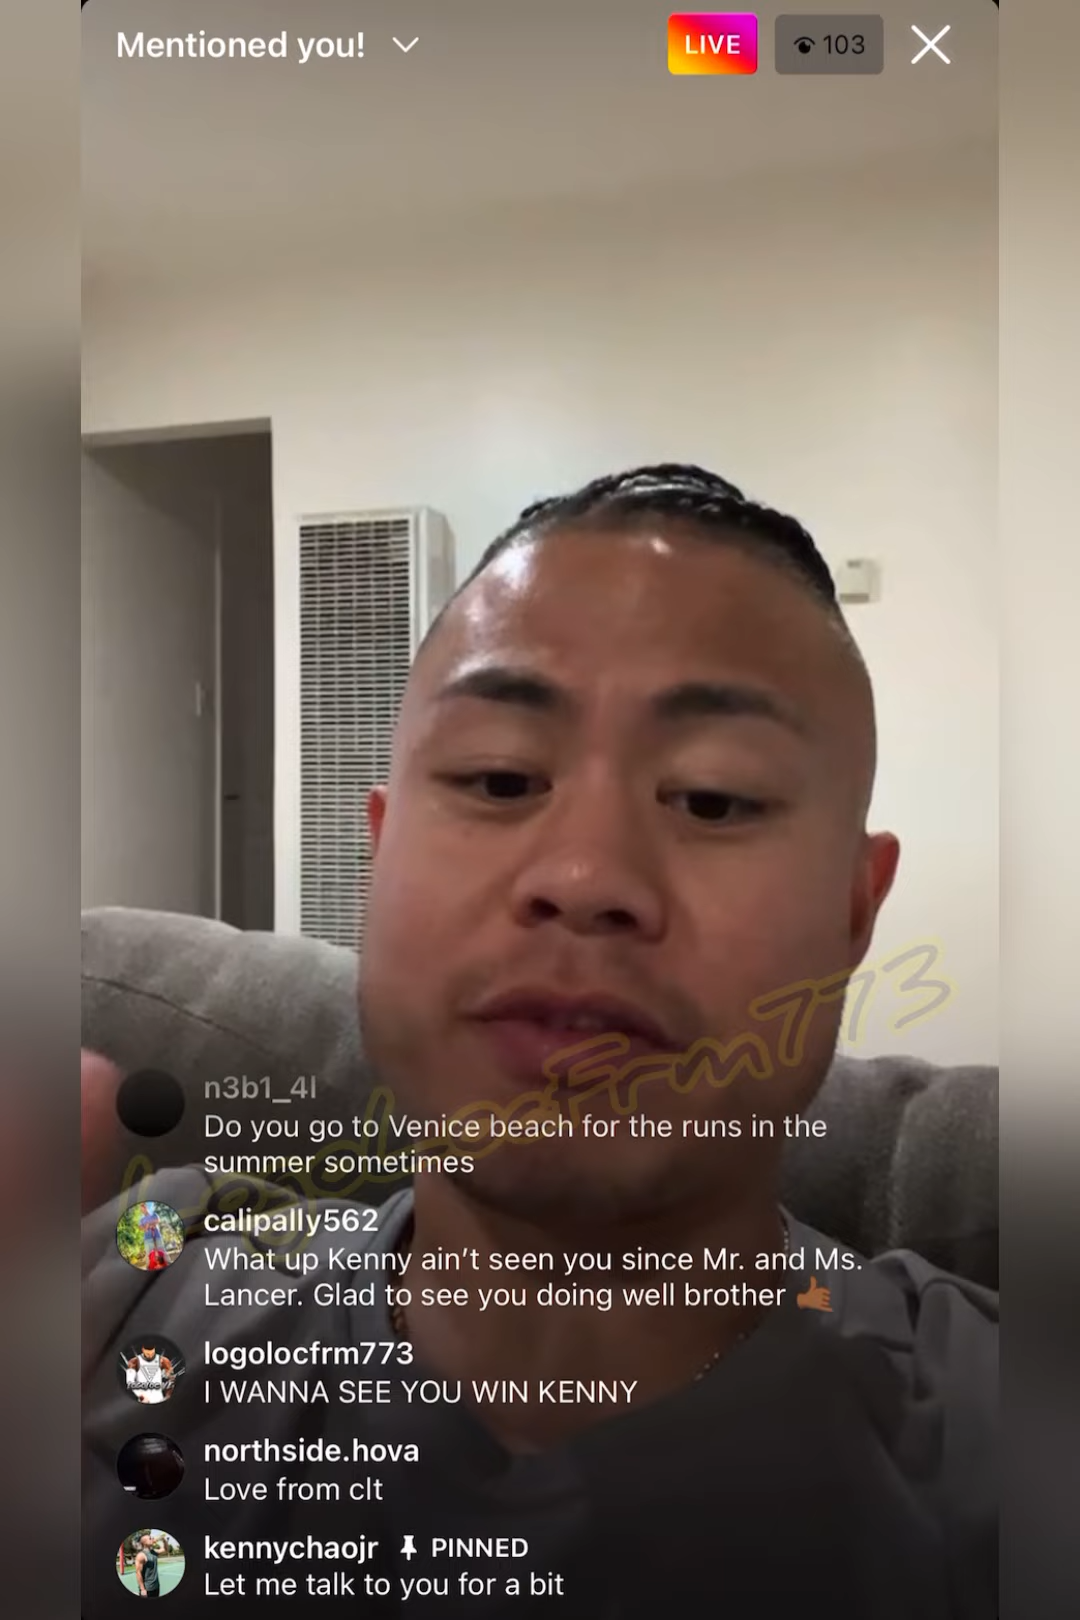 Mentioned you!
LIVE
103
n3b1_4l
Do you go to Venice beach for the runs in the
summer sometimes
calipally562
What up Kenny ain't seen you since Mr. and Ms.
Lancer. Glad to see you doing well brother 🤙
logolocfrm773
I WANNA SEE YOU WIN KENNY
northside.hova
Love from clt
kennychaojr PINNED
Let me talk to you for a bit
LogoLocFrm773